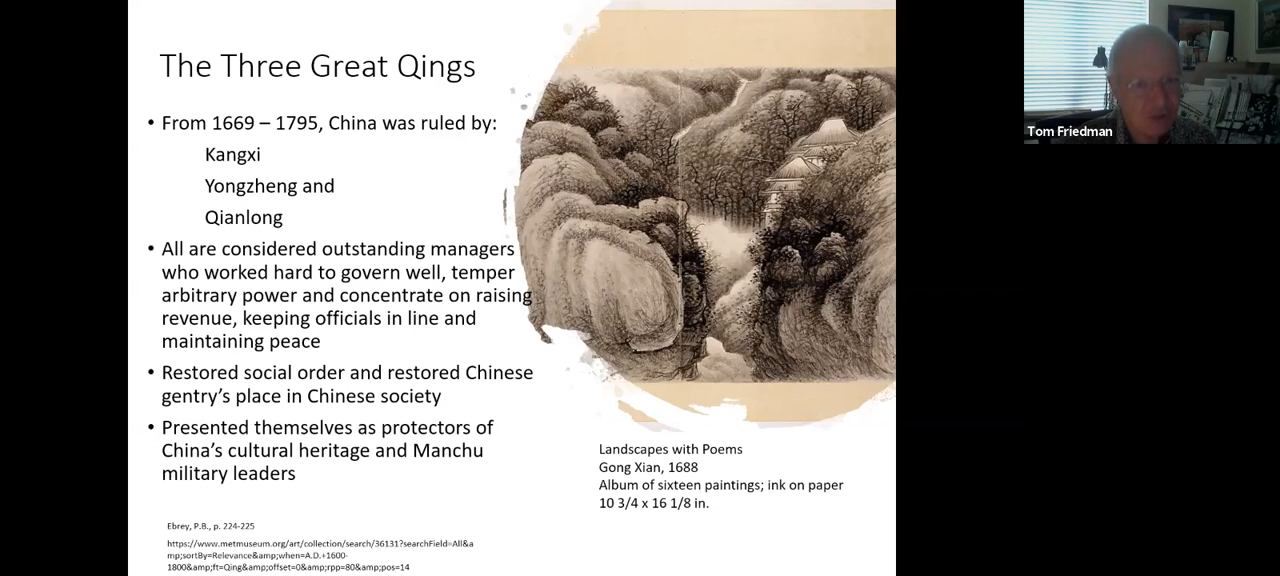 The Three Great Qings
• From 1669 – 1795, China was ruled by:
Kangxi
Yongzheng and
Qianlong
• All are considered outstanding managers
who worked hard to govern well, temper
arbitrary power and concentrate on raising
revenue, keeping officials in line and
maintaining peace
• Restored social order and restored Chinese
gentry's place in Chinese society
• Presented themselves as protectors of
China's cultural heritage and Manchu
military leaders
Landscapes with Poems
Gong Xian, 1688
Album of sixteen paintings; ink on paper
10 3/4 x 16 1/8 in.
Ebrey, P.B., p. 224-225
https://www.metmuseum.org/art/collection/search/36131?searchField=All&a
mp;sortBy=Relevance&amp;when=A.D.+1600-
1800&amp;ft=Qing&amp;offset=0&amp;rpp=80&amp;pos=14
Tom Friedman